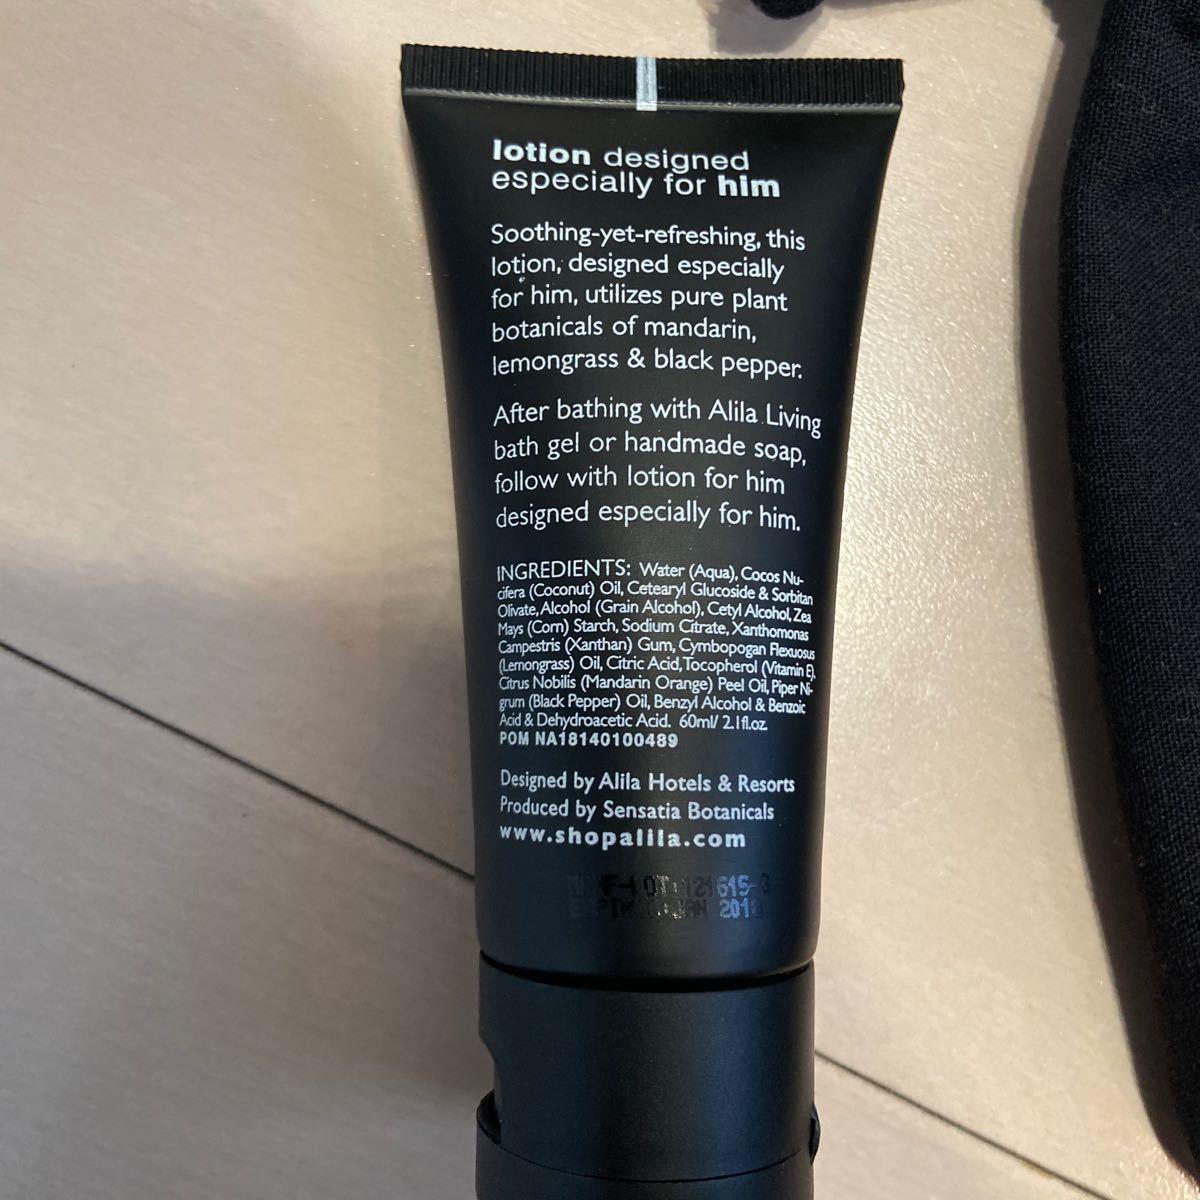 lotion designed
especially for him
Soothing-yet-refreshing, this
lotion, designed especially
for him, utilizes pure plant
botanicals of mandarin,
lemongrass & black pepper.
After bathing with Alila Living
bath gel or handmade soap,
follow with lotion for him
designed especially for him.
INGREDIENTS: Water (Aqua), Cocos Nu-
cifera (Coconut) Oil, Cetearyl Glucoside & Sorbitan
Olivate, Alcohol (Grain Alcohol), Cetyl Alcohol, Zea
Mays (Corn) Starch, Sodium Citrate, Xanthomonas
Campestris (Xanthan) Gum, Cymbopogan Flexuosus
(Lemongrass) Oil, Citric Acid, Tocopherol (Vitamin E),
Citrus Nobilis (Mandarin Orange) Peel Oil, Piper Ni-
grum (Black Pepper) Oil, Benzyl Alcohol & Benzoic
Acid & Dehydroacetic Acid. 60ml/ 2.1fl.oz.
POM NA18140100489
Designed by Alila Hotels & Resorts
Produced by Sensatia Botanicals
www.shopalila.com
121615-3
JAN 2018